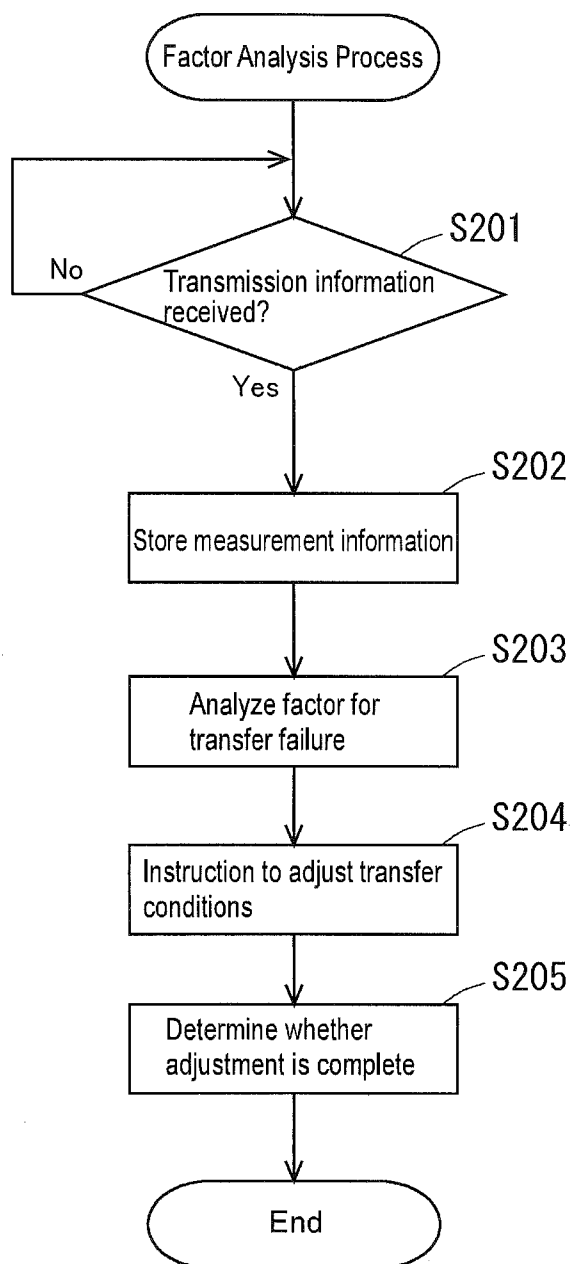 Factor Analysis Process
S201
No
Transmission information
received?
Yes
S202
Store measurement information
S203
Analyze factor for
transfer failure
S204
Instruction to adjust transfer
conditions
S205
Determine whether
adjustment is complete
End